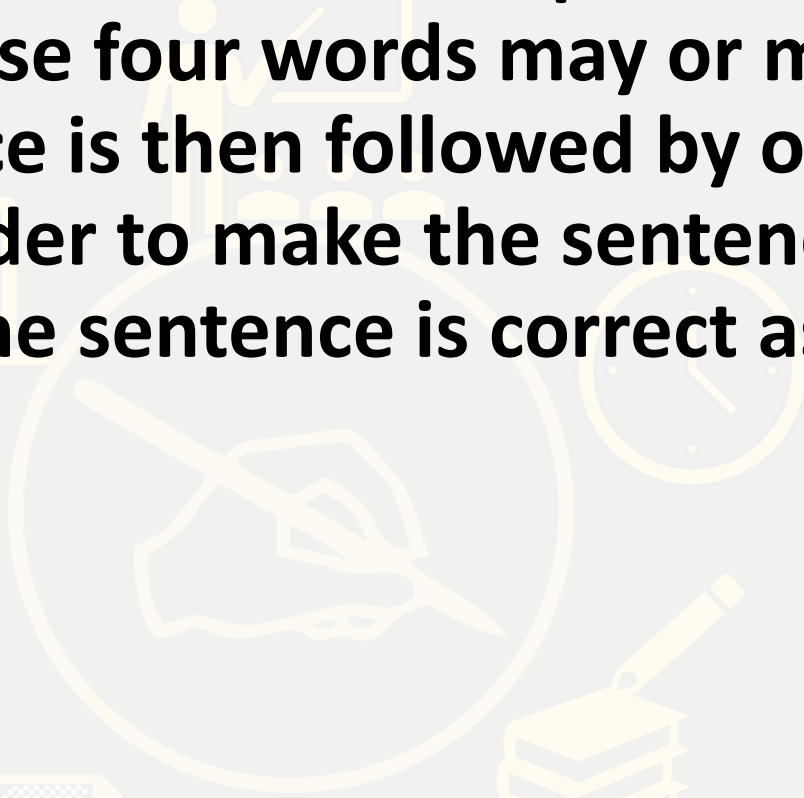 se four words may or m
ce is then followed by o
der to make the sentenc
he sentence is correct as